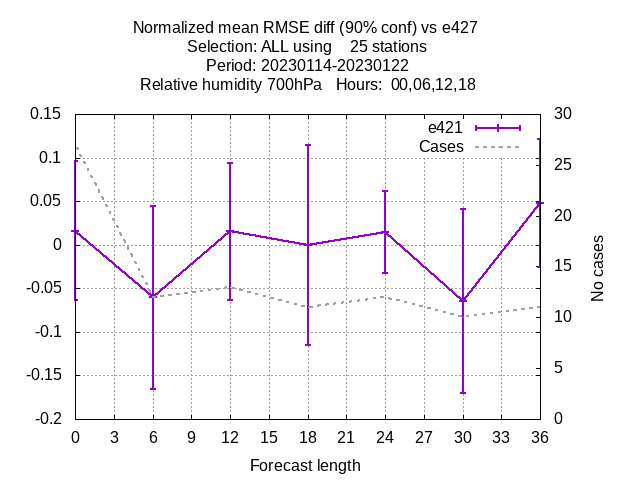 Normalized mean RMSE diff (90% conf) vs e427
Selection: ALL using    25 stations
Period: 20230114-20230122
Relative humidity 700hPa   Hours:  00,06,12,18
0.15
0.1
0.05
0
-0.05
-0.1
-0.15
-0.2
e421
Cases
30
25
20
15
10
5
0
No cases
0 3 6 9 12 15 18 21 24 27 30 33 36
Forecast length